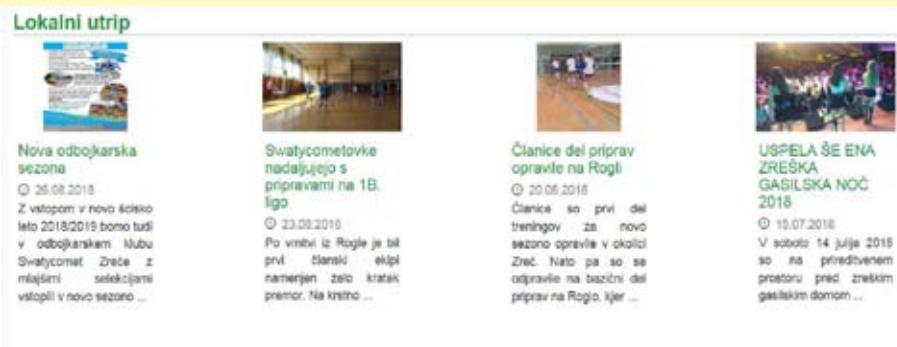 Lokalni utrip
Nova odbojkarska
sezona
26.08.2018
Z vstopom v novo šolsko
leto 2018/2019 bomo tudi
v odbojkarskem klubu
Swatycomet Zreče z
mlajšimi selekcijami
vstopili v novo sezono ...
Swatycometovke
nadaljujejo s
pripravami na 1B.
ligo
23.08.2018
Po vrnitvi iz Rogle je bil
prvi članski ekipi
namenjen zelo kratek
premor. Na krstno ...
Članice del priprav
opravile na Rogli
20.08.2018
Članice so prvi del
treningov za novo
sezono opravile v okolici
Zreč. Nato pa so se
odpravile na bazični del
priprav na Roglo, kjer ...
USPELA ŠE ENA
ZREŠKA
GASILSKA NOČ
2018
15.07.2018
V soboto 14 julija 2018
so na prireditvenem
prostoru pred zreškim
gasilskim domom ...